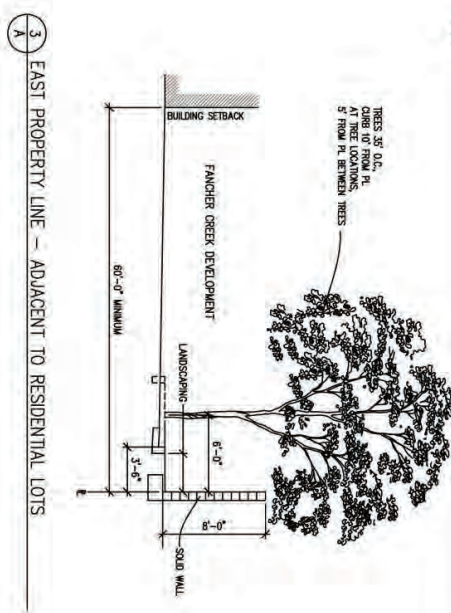 TREES 35' O.C.,
CURB 10' FROM PL
AT TREE LOCATIONS,
5' FROM PL BETWEEN TREES
BUILDING SETBACK
FANCHER CREEK DEVELOPMENT
LANDSCAPING
60'-0" MINIMUM
6'-0"
3'-6"
8'-0"
SOLID WALL
3
A
EAST PROPERTY LINE - ADJACENT TO RESIDENTIAL LOTS